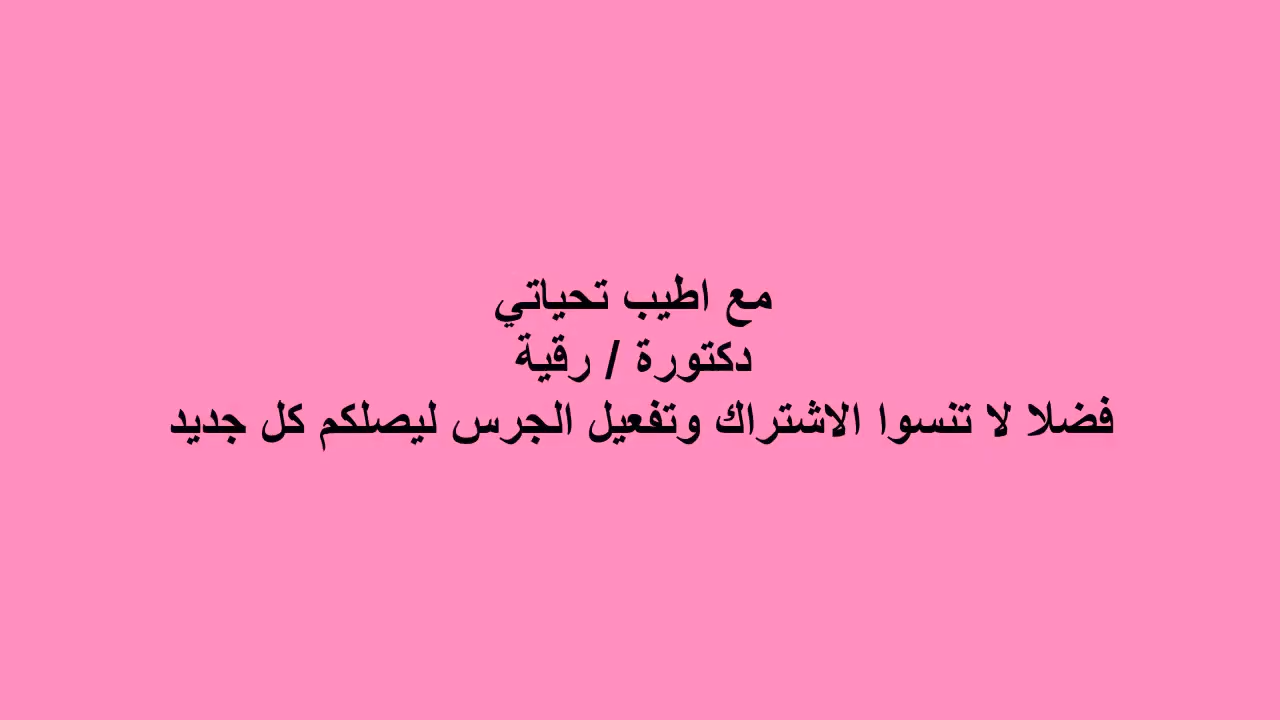 مع اطيب تحياتي
دكتورة / رقية
فضلا لا تنسوا الاشتراك وتفعيل الجرس ليصلكم كل جديد